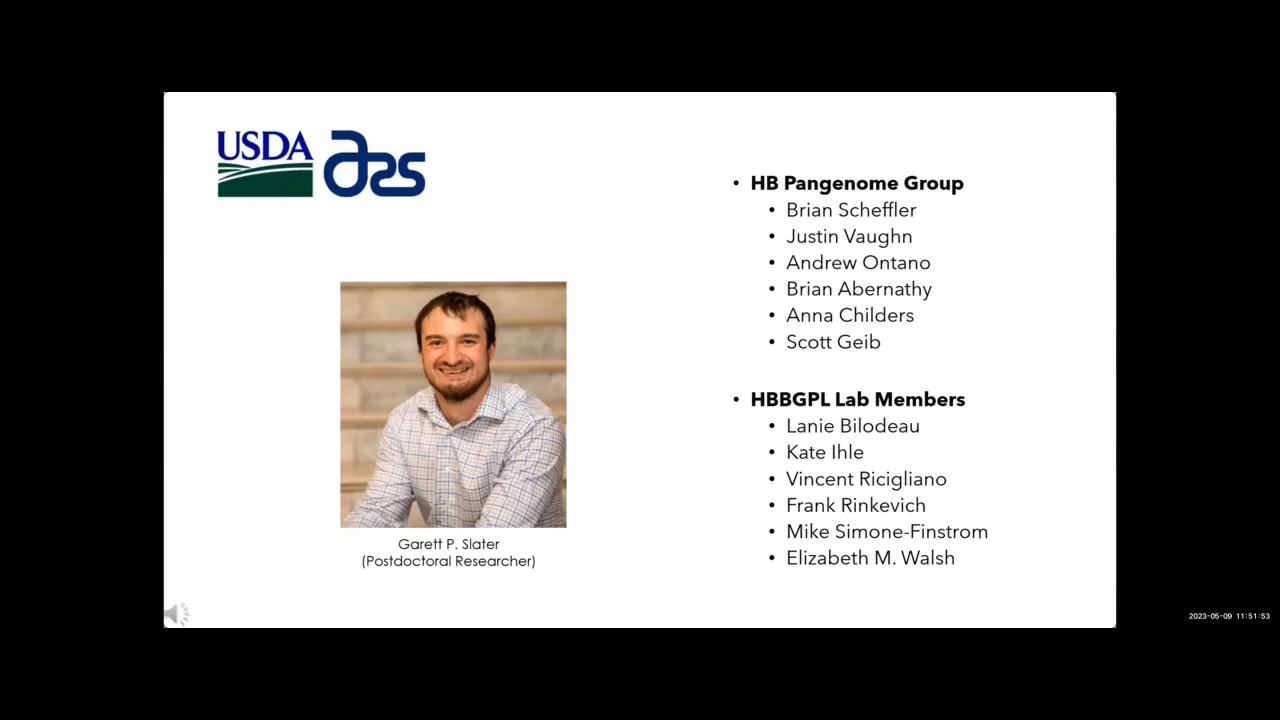 USDA ars
• HB Pangenome Group
• Brian Scheffler
• Justin Vaughn
• Andrew Ontano
• Brian Abernathy
• Anna Childers
• Scott Geib
• HBBGPL Lab Members
• Lanie Bilodeau
• Kate Ihle
• Vincent Ricigliano
• Frank Rinkevich
• Mike Simone-Finstrom
• Elizabeth M. Walsh
Garett P. Slater
(Postdoctoral Researcher)
2023-05-09 11:51:53